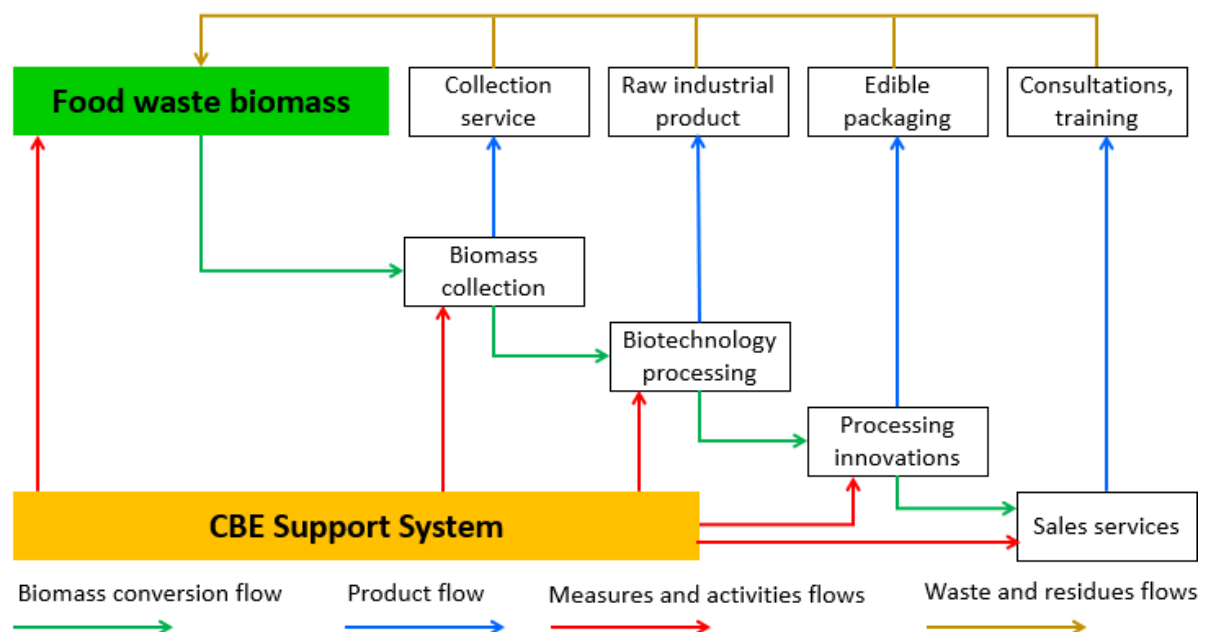 Food waste biomass
Collection
service
Raw industrial
product
Edible
packaging
Consultations,
training
Biomass
collection
Biotechnology
processing
Processing
innovations
CBE Support System
Sales services
Biomass conversion flow
Product flow
Measures and activities flows
Waste and residues flows